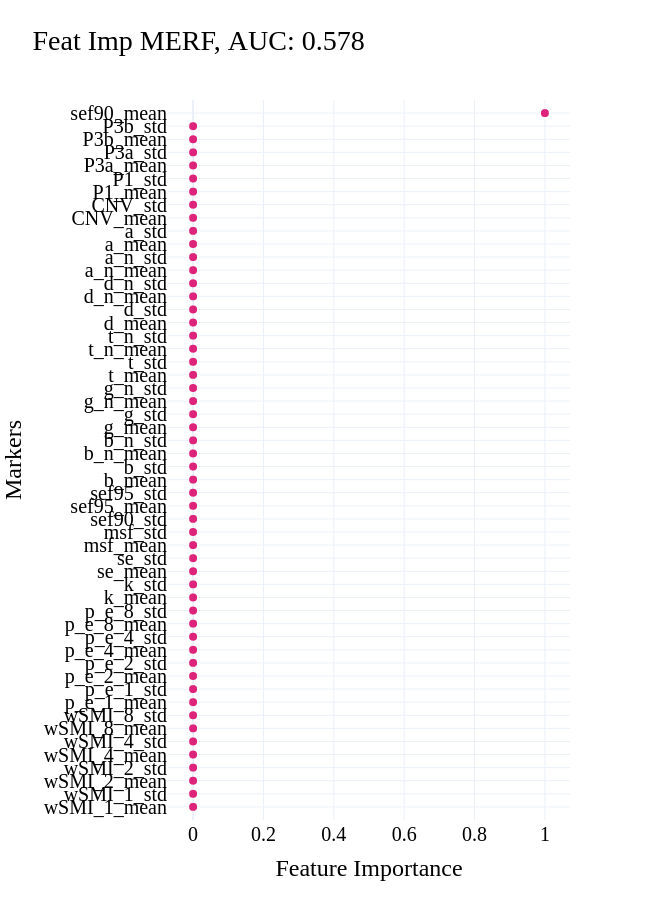 Feat Imp MERF, AUC: 0.578
sef90_mean
P3b_std
P3b_mean
P3a_std
P3a_mean
P1_std
P1_mean
CNV_std
CNV_mean
a_std
a_mean
a_n_std
a_n_mean
d_n_std
d_n_mean
d_std
d_mean
t_n_std
t_n_mean
t_std
t_mean
g_n_std
g_n_mean
g_std
g_mean
b_n_std
b_n_mean
b_std
b_mean
sef95_std
sef95_mean
sef90_std
msf_std
msf_mean
se_std
se_mean
k_std
k_mean
p_e_8_std
p_e_8_mean
p_e_4_std
p_e_4_mean
p_e_2_std
p_e_2_mean
p_e_1_std
p_e_1_mean
wSMI_8_std
wSMI_8_mean
wSMI_4_std
wSMI_4_mean
wSMI_2_std
wSMI_2_mean
wSMI_1_std
wSMI_1_mean
Markers
0 0.2 0.4 0.6 0.8 1
Feature Importance